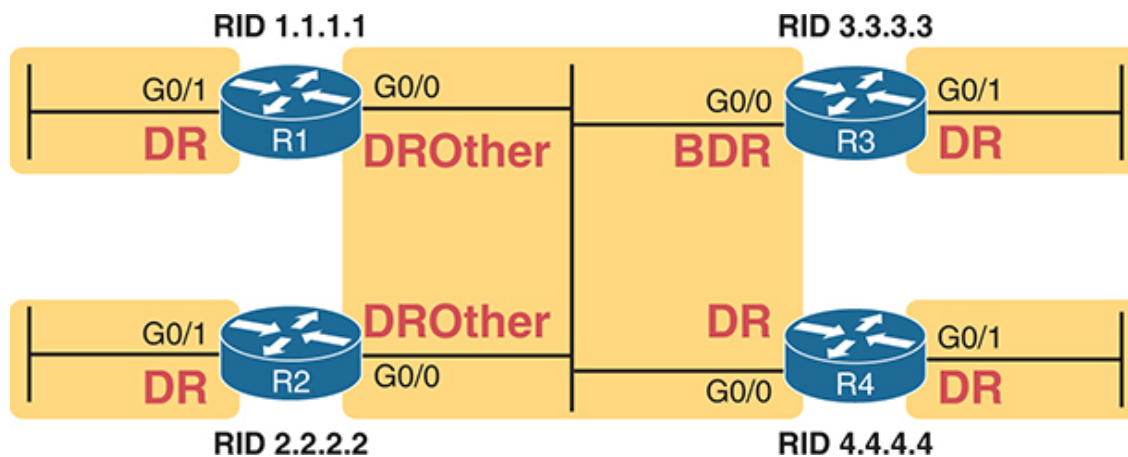 RID 1.1.1.1
RID 3.3.3.3
G0/1
G0/0
G0/0
G0/1
R1
R3
DR
DROther
BDR
DR
DROther
DR
G0/1
G0/1
R2
R4
DR
G0/0
G0/0
DR
RID 2.2.2.2
RID 4.4.4.4